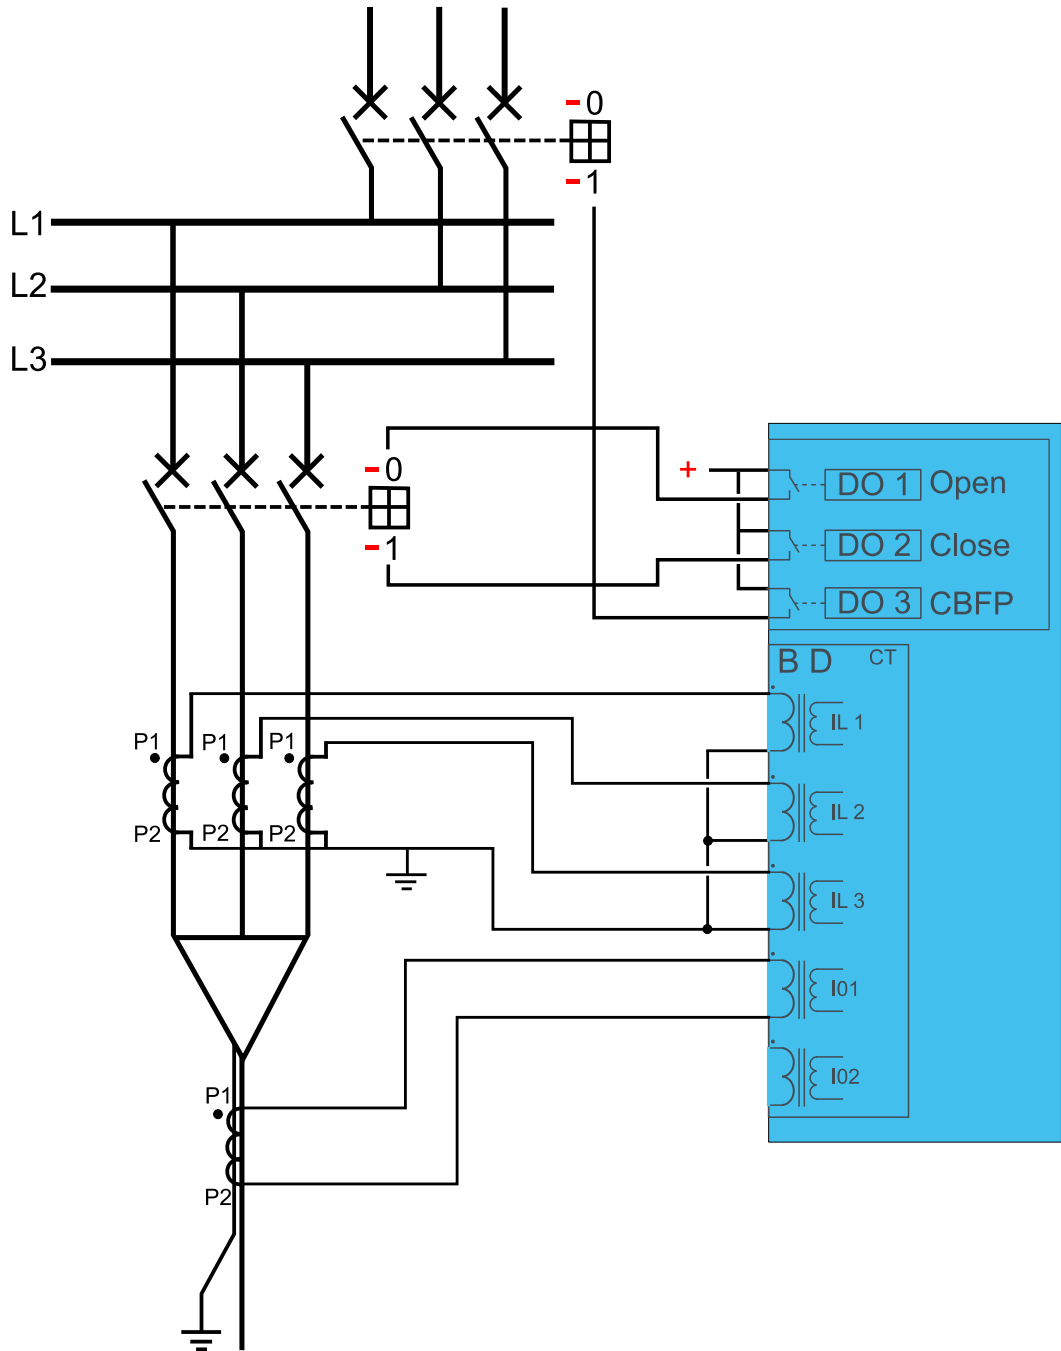 -0
-1
L1
L2
L3
-0
-1
+
DO 1 Open
DO 2 Close
DO 3 CBFP
B D CT
IL 1
IL 2
IL 3
I01
I02
P1 P1 P1
P2 P2 P2
P1
P2